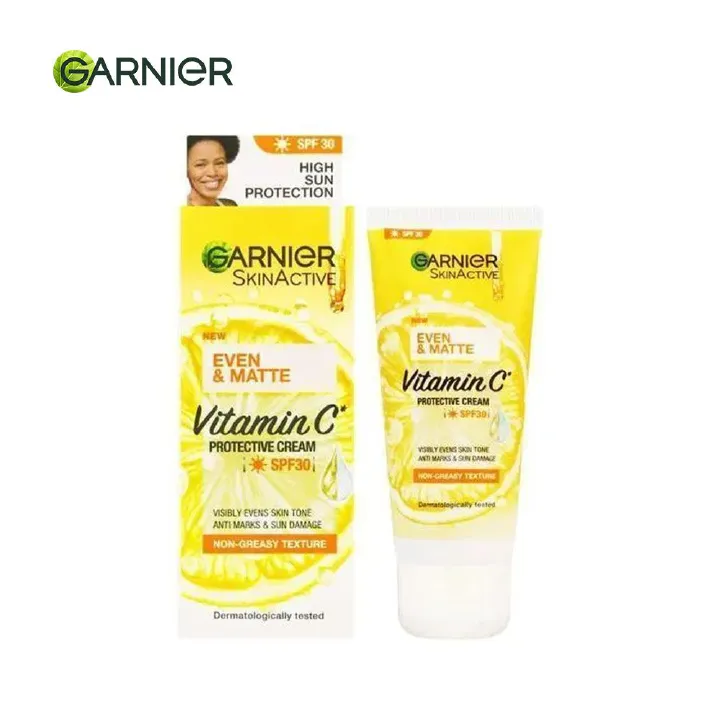 GARNIER
SPF 30
HIGH
SUN
PROTECTION
GARNIER
SKINACTIVE
NEW
EVEN
& MATTE
Vitamin C*
PROTECTIVE CREAM
SPF30
VISIBLY EVENS SKIN TONE
ANTI MARKS & SUN DAMAGE
NON-GREASY TEXTURE
Dermatologically tested
SPF 30
GARNIER
SKINACTIVE
NEW
EVEN
& MATTE
Vitamin C*
PROTECTIVE CREAM
SPF30
VISIBLY EVENS SKIN TONE
ANTI MARKS & SUN DAMAGE
NON-GREASY TEXTURE
Dermatologically tested